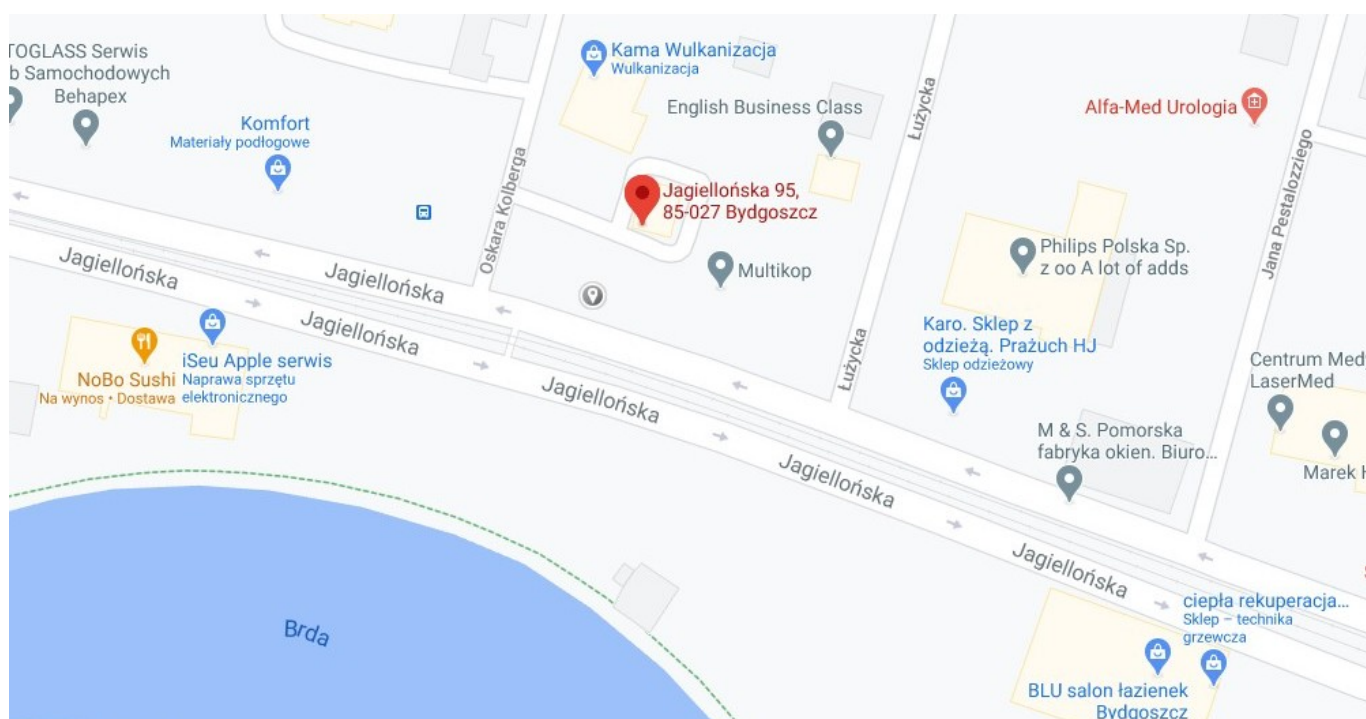 TOGLASS Serwis
b Samochodowych
Behapex
Komfort
Materiały podłogowe
Kama Wulkanizacja
Wulkanizacja
English Business Class
Łużycka
Alfa-Med Urologia
Jana Pestalozziego
Oskara Kolberga
Jagiellońska 95,
85-027 Bydgoszcz
Multikop
Philips Polska Sp.
z oo A lot of adds
Jagiellońska
Jagiellońska
Jagiellońska
Jagiellońska
Jagiellońska
Jagiellońska
Łużycka
iSeu Apple serwis
Naprawa sprzętu
elektronicznego
NoBo Sushi
Na wynos • Dostawa
Karo. Sklep z
odzieżą. Prażuch HJ
Sklep odzieżowy
Centrum Med
LaserMed
Marek H
M & S. Pomorska
fabryka okien. Biuro...
Brda
ciepła rekuperacja...
Sklep – technika
grzewcza
BLU salon łazienek
Bydgoszcz